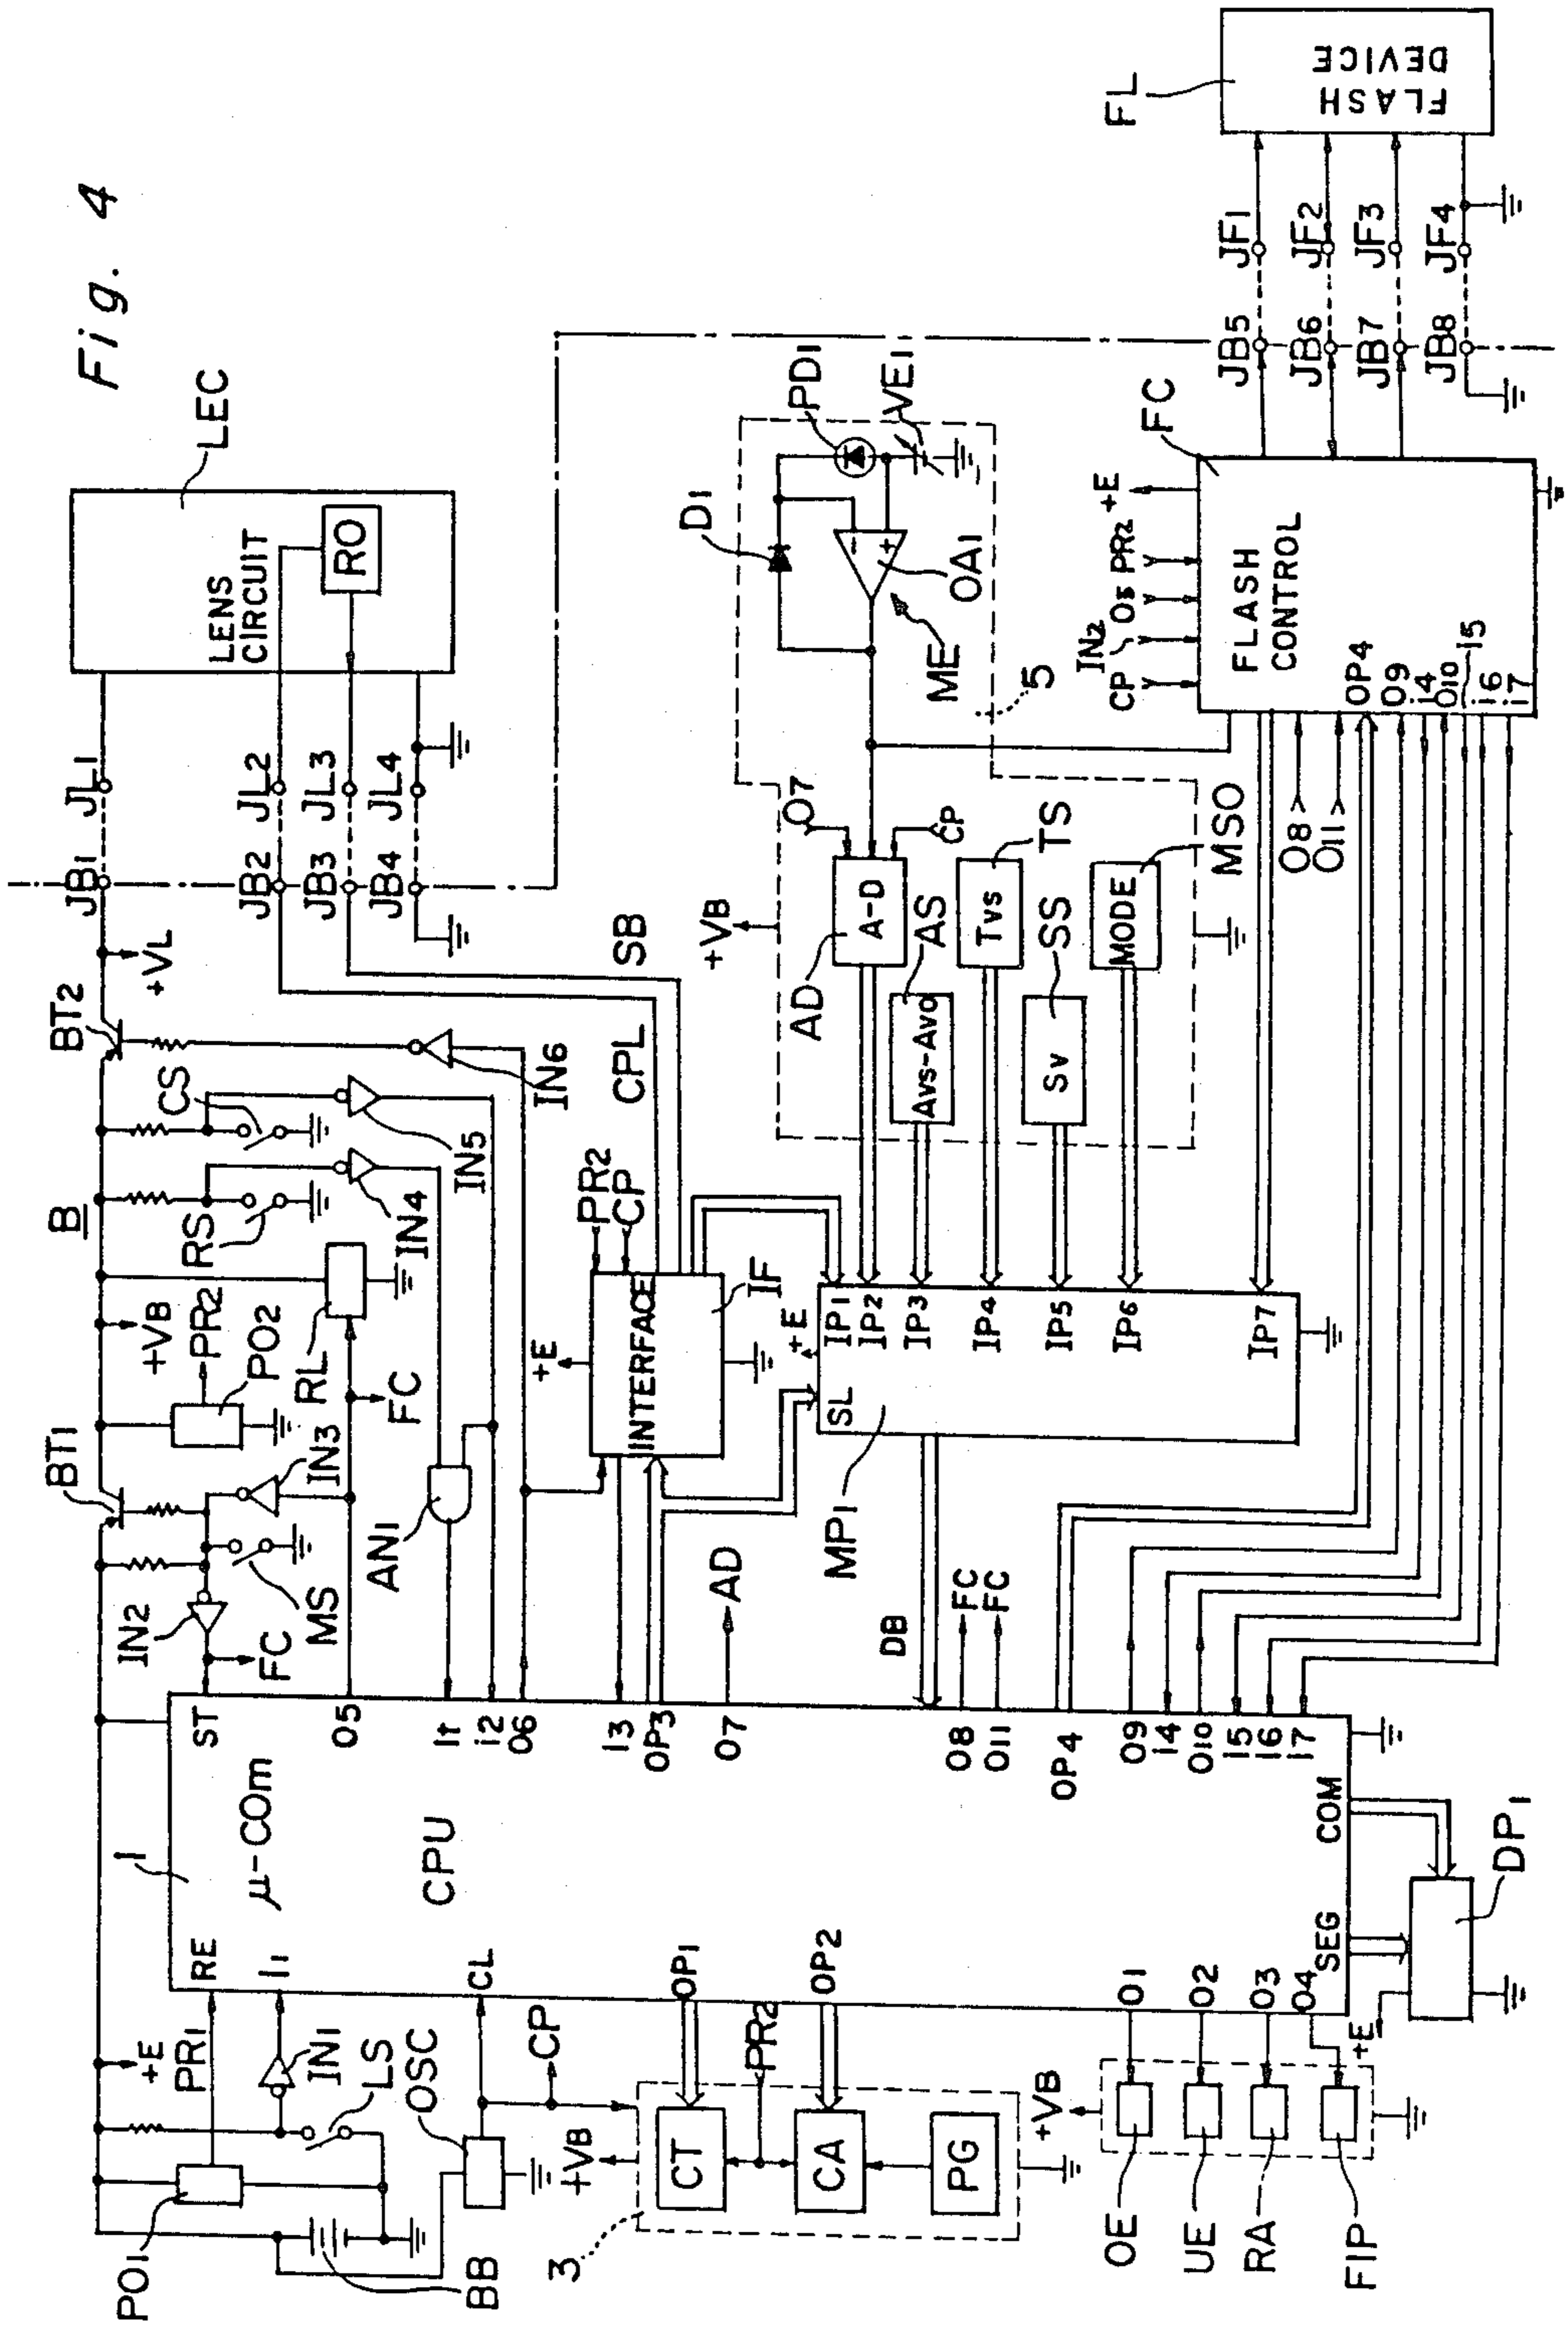 Fig. 4
LEC
LENS
CIRCUIT
RO
JL1
JL2
JL3
JL4
JB1
JB2
JB3
JB4
+VL
BT2
CS
IN5
IN6
B
RS
IN4
RL
+VB
PR2
PO2
FC
BT1
IN3
MS
IN2
FC
AN1
CPL
SB
PR2
CP
+E
INTERFACE
IF
1
μ-COM
CPU
ST
O5
It
i2
O6
I3
OP3
O7
O8
O11
OP4
O9
I4
O10
I5
I6
I7
COM
SEG
RE
I1
CL
OP1
OP2
O1
O2
O3
O4
+E
PR1
IN1
LS
OSC
CP
PO1
BB
3
+VB
CT
PR2
CA
PG
+VB
OE
UE
RA
FIP
+E
DP1
AD
DB
FC
FC
MP1
SL
+E
IP1
IP2
IP3
IP4
IP5
IP6
IP7
+VB
AD
A-D
O7
CP
AS
Avs-Avo
TS
Tvs
SS
Sv
MODE
MSO
5
D1
PD1
VE1
OA1
ME
FC
FLASH
CONTROL
CP
IN2
O5
PR2
+E
O8
O11
OP4
O9
i4
O10
I5
i6
i7
JB5
JB6
JB7
JB8
JF1
JF2
JF3
JF4
FL
FLASH
DEVICE